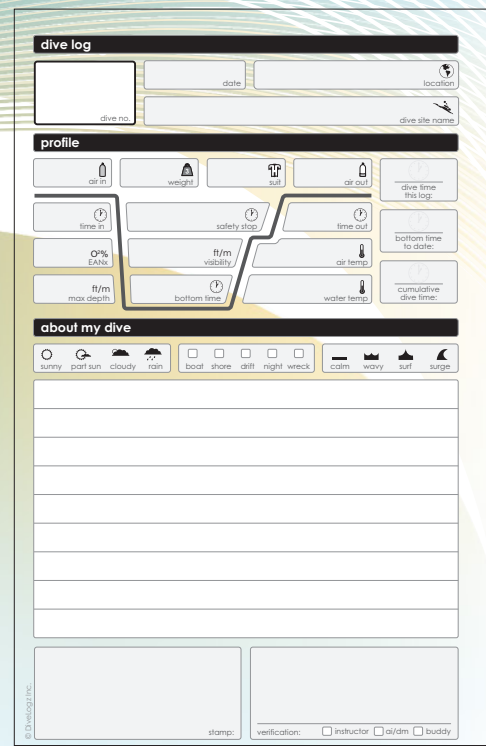 dive log
date
location
dive no.
dive site name
profile
air in
weight
suit
air out
dive time
this log:
time in
safety stop
time out
bottom time
to date:
O²%
EANx
ft/m
visibility
air temp
ft/m
max depth
bottom time
water temp
cumulative
dive time:
about my dive
sunny part sun cloudy rain boat shore drift night wreck calm wavy surf surge
© DiveLogz Inc.
stamp:
verification: instructor ai/dm buddy